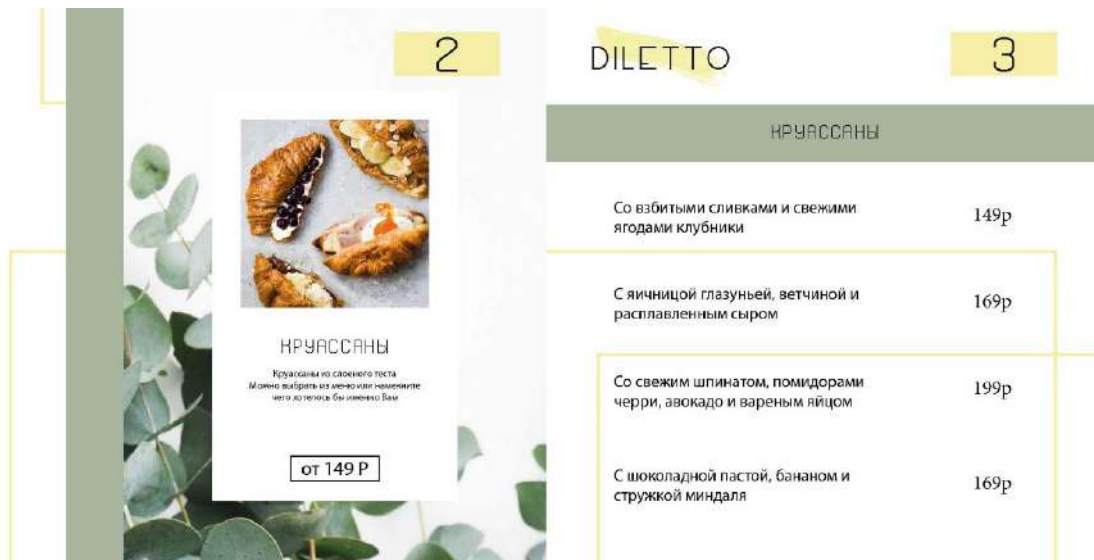 2
КРУАССАНЫ
Круассаны из слоеного теста
Можно выбрать из меню или намекните
чего хотелось бы именно Вам
от 149 Р
DILETTO
3
КРУАССАНЫ
Со взбитыми сливками и свежими
ягодами клубники
149р
С яичницой глазуньей, ветчиной и
расплавленным сыром
169р
Со свежим шпинатом, помидорами
черри, авокадо и вареным яйцом
199р
С шоколадной пастой, бананом и
стружкой миндаля
169р